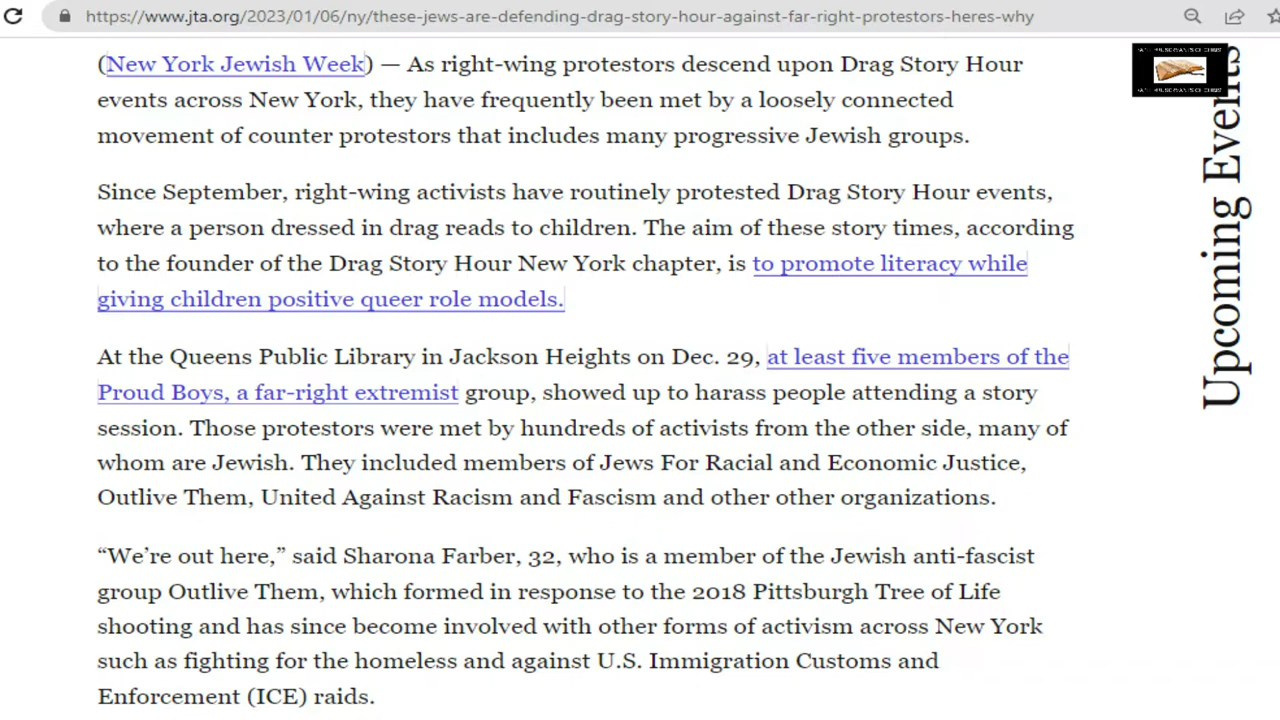 https://www.jta.org/2023/01/06/ny/these-jews-are-defending-drag-story-hour-against-far-right-protestors-heres-why
(New York Jewish Week) — As right-wing protestors descend upon Drag Story Hour
events across New York, they have frequently been met by a loosely connected
movement of counter protestors that includes many progressive Jewish groups.
Since September, right-wing activists have routinely protested Drag Story Hour events,
where a person dressed in drag reads to children. The aim of these story times, according
to the founder of the Drag Story Hour New York chapter, is to promote literacy while
giving children positive queer role models.
At the Queens Public Library in Jackson Heights on Dec. 29, at least five members of the
Proud Boys, a far-right extremist group, showed up to harass people attending a story
session. Those protestors were met by hundreds of activists from the other side, many of
whom are Jewish. They included members of Jews For Racial and Economic Justice,
Outlive Them, United Against Racism and Fascism and other other organizations.
“We’re out here,” said Sharona Farber, 32, who is a member of the Jewish anti-fascist
group Outlive Them, which formed in response to the 2018 Pittsburgh Tree of Life
shooting and has since become involved with other forms of activism across New York
such as fighting for the homeless and against U.S. Immigration Customs and
Enforcement (ICE) raids.
Upcoming Events